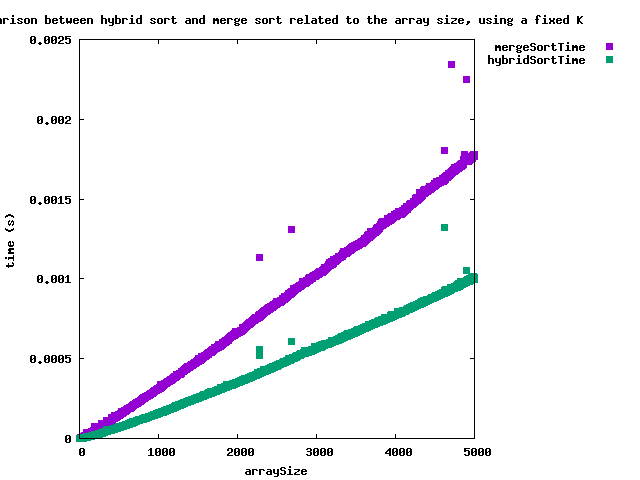 rison between hybrid sort and merge sort related to the array size, using a fixed K
mergeSortTime
hybridSortTime
0.0025
0.002
0.0015
0.001
0.0005
0
0 1000 2000 3000 4000 5000
time (s)
arraySize